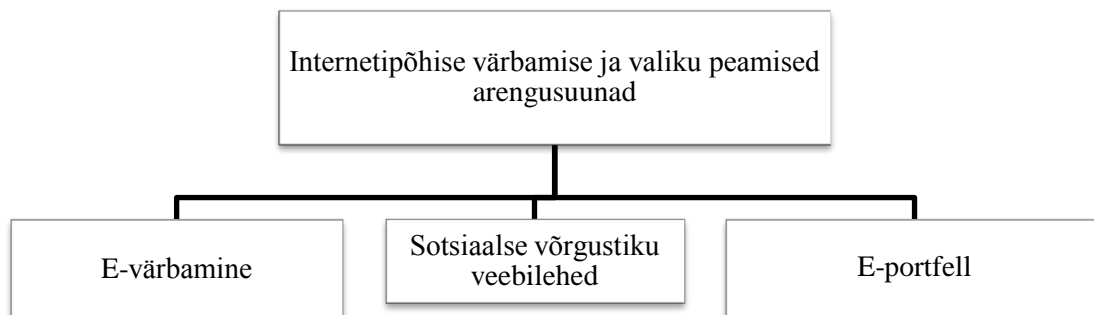 Internetipõhise värbamise ja valiku peamised
arengusuunad
E-värbamine
Sotsiaalse võrgustiku
veebilehed
E-portfell